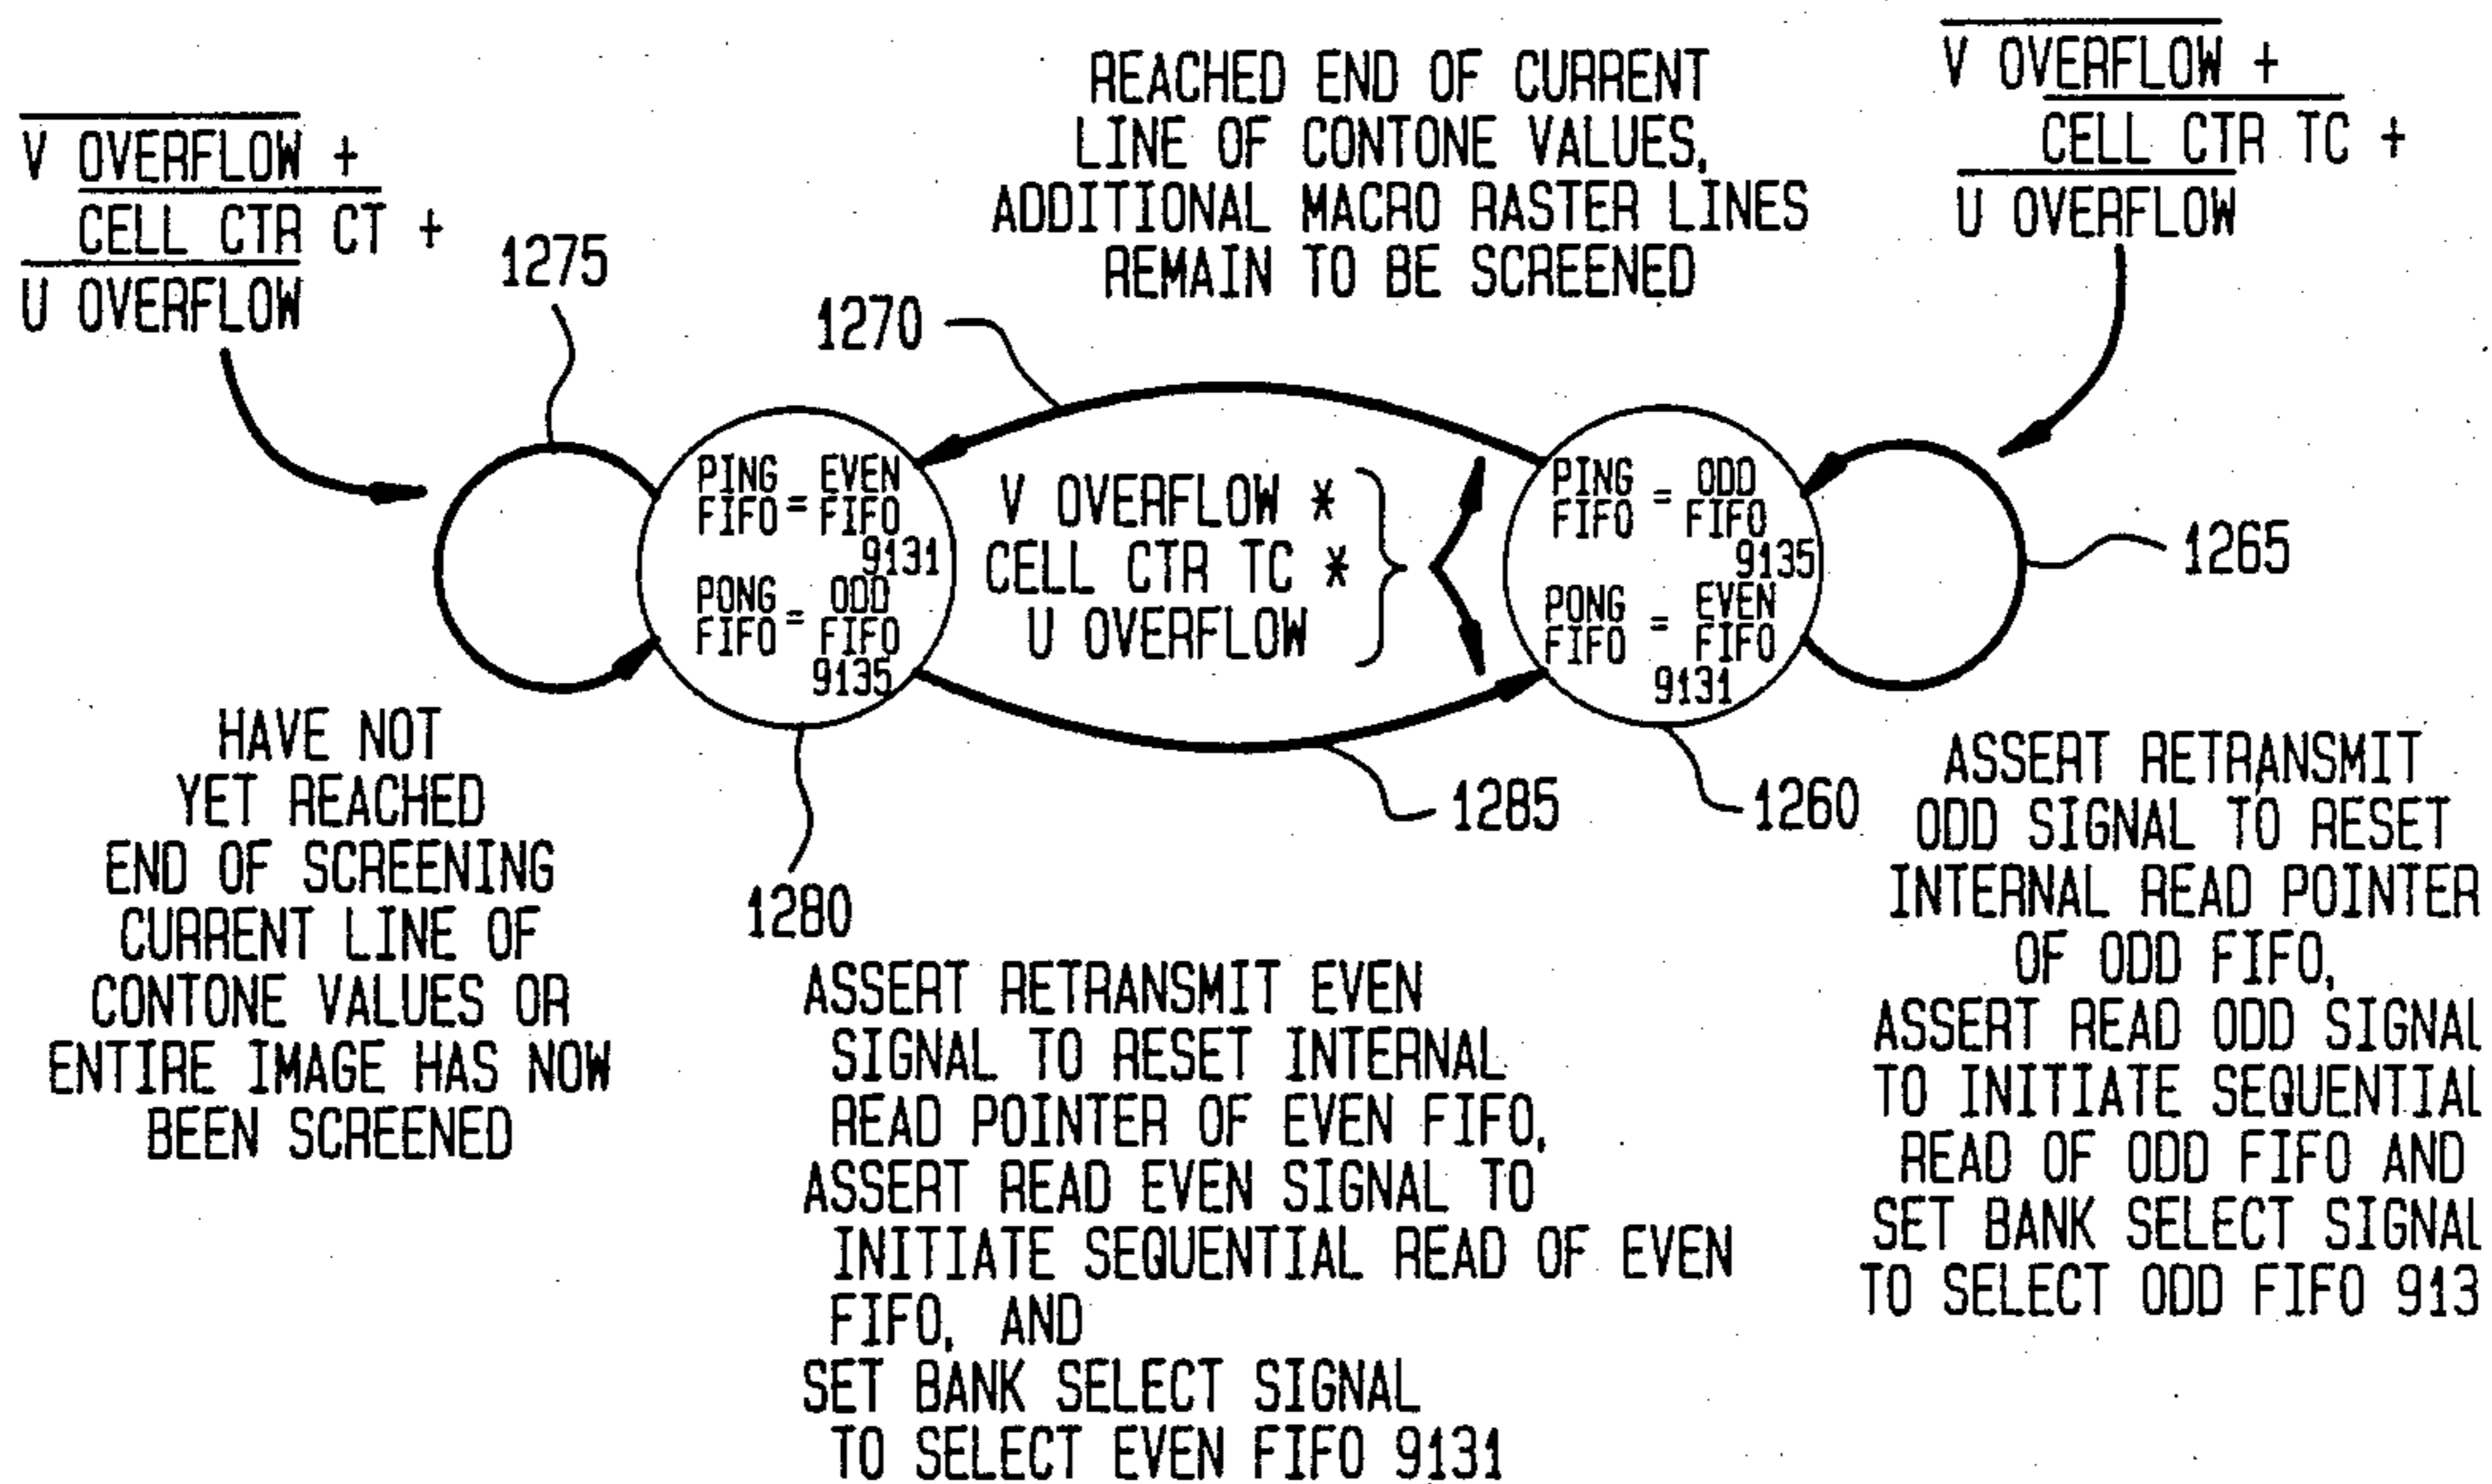 V OVERFLOW +
CELL CTR CT +
U OVERFLOW
1275
REACHED END OF CURRENT
LINE OF CONTONE VALUES,
ADDITIONAL MACRO RASTER LINES
REMAIN TO BE SCREENED
1270
V OVERFLOW +
CELL CTR TC +
U OVERFLOW
PING FIFO = EVEN FIFO
9131
PONG FIFO = ODD FIFO
9135
V OVERFLOW *
CELL CTR TC *
U OVERFLOW
PING FIFO = ODD FIFO
9135
PONG FIFO = EVEN FIFO
9131
1265
1285
1260
1280
HAVE NOT
YET REACHED
END OF SCREENING
CURRENT LINE OF
CONTONE VALUES OR
ENTIRE IMAGE HAS NOW
BEEN SCREENED
ASSERT RETRANSMIT EVEN
SIGNAL TO RESET INTERNAL
READ POINTER OF EVEN FIFO,
ASSERT READ EVEN SIGNAL TO
INITIATE SEQUENTIAL READ OF EVEN
FIFO, AND
SET BANK SELECT SIGNAL
TO SELECT EVEN FIFO 9131
ASSERT RETRANSMIT
ODD SIGNAL TO RESET
INTERNAL READ POINTER
OF ODD FIFO,
ASSERT READ ODD SIGNAL
TO INITIATE SEQUENTIAL
READ OF ODD FIFO AND
SET BANK SELECT SIGNAL
TO SELECT ODD FIFO 913